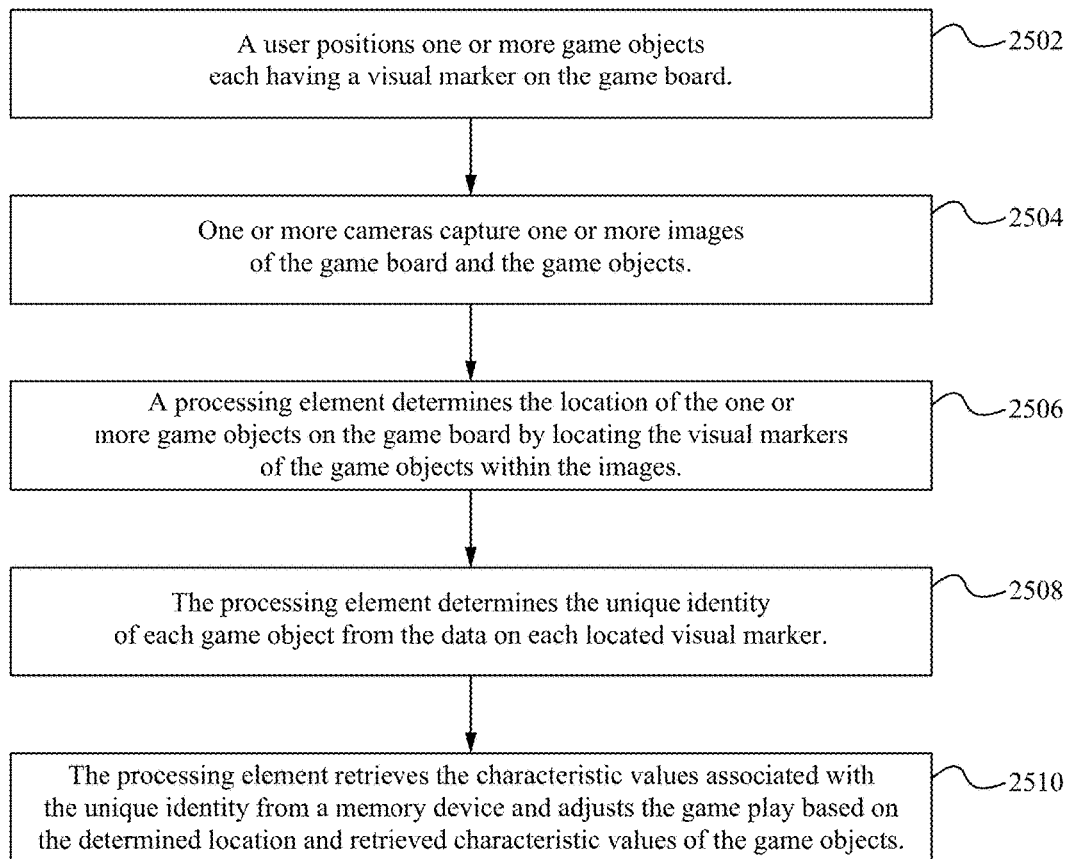 A user positions one or more game objects
each having a visual marker on the game board.
2502
One or more cameras capture one or more images
of the game board and the game objects.
2504
A processing element determines the location of the one or
more game objects on the game board by locating the visual markers
of the game objects within the images.
2506
The processing element determines the unique identity
of each game object from the data on each located visual marker.
2508
The processing element retrieves the characteristic values associated with
the unique identity from a memory device and adjusts the game play based on
the determined location and retrieved characteristic values of the game objects.
2510